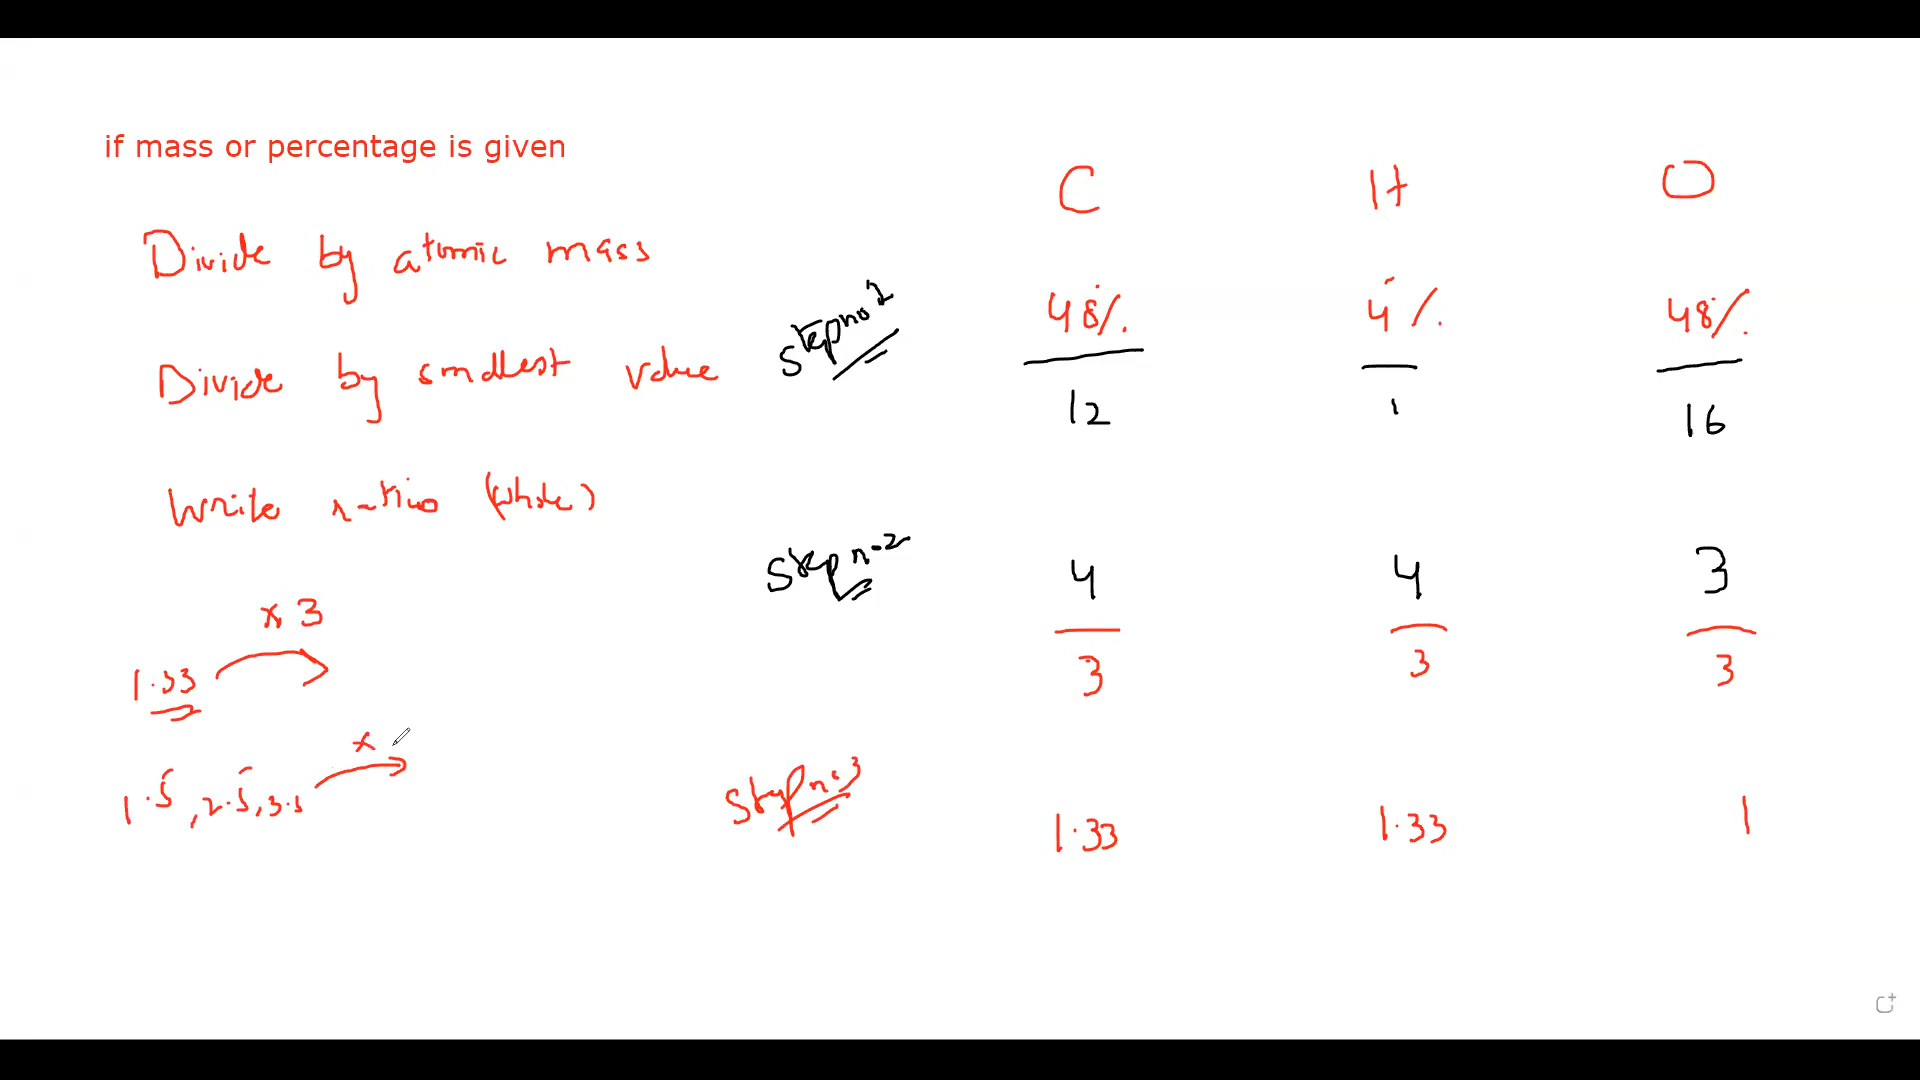 if mass or percentage is given
Divide by atomic mass
Divide by smallest value
Write ratios (whole)
x 3
1.33
x
1.5, 2.5, 3.5
C H O
Step no 1 48% 4% 48%
12 1 16
Step no 2 4 4 3
3 3 3
Step no 3 1.33 1.33 1